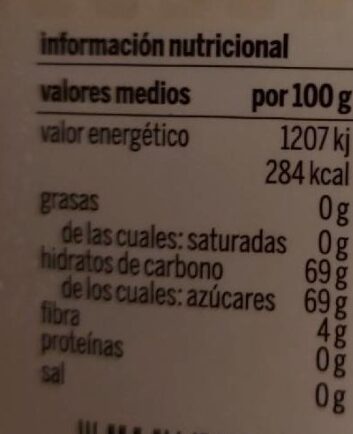 información nutricional
valores medios por 100 g
valor energético 1207 kj
284 kcal
grasas 0 g
de las cuales: saturadas 0 g
hidratos de carbono 69 g
de los cuales: azúcares 69 g
fibra 4 g
proteínas 0 g
sal 0 g